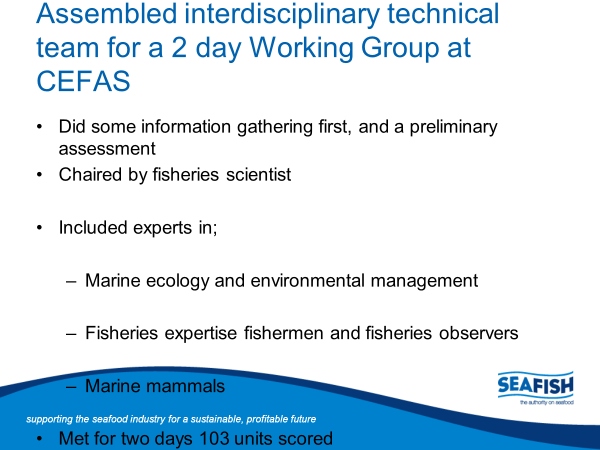 Assembled interdisciplinary technical
team for a 2 day Working Group at
CEFAS
• Did some information gathering first, and a preliminary
assessment
• Chaired by fisheries scientist
• Included experts in;
– Marine ecology and environmental management
– Fisheries expertise fishermen and fisheries observers
– Marine mammals
SEAFISH
the authority on seafood
supporting the seafood industry for a sustainable, profitable future
• Met for two days 103 units scored